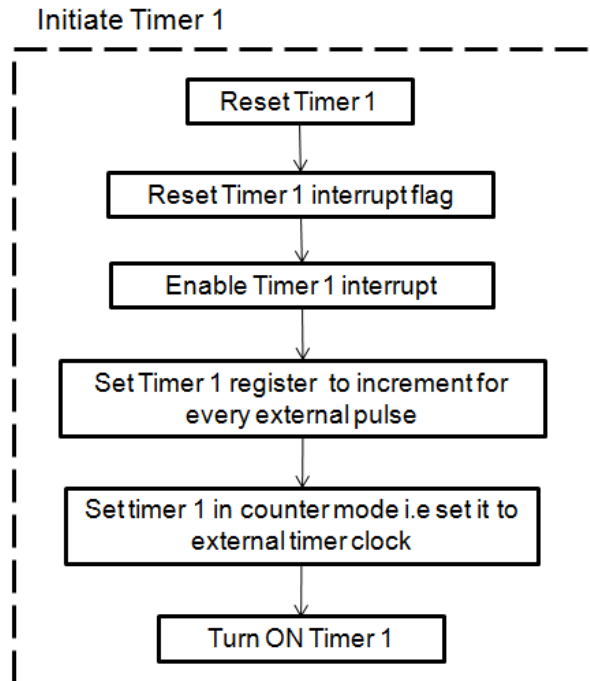 Initiate Timer 1
Reset Timer 1
Reset Timer 1 interrupt flag
Enable Timer 1 interrupt
Set Timer 1 register to increment for
every external pulse
Set timer 1 in counter mode i.e set it to
external timer clock
Turn ON Timer 1